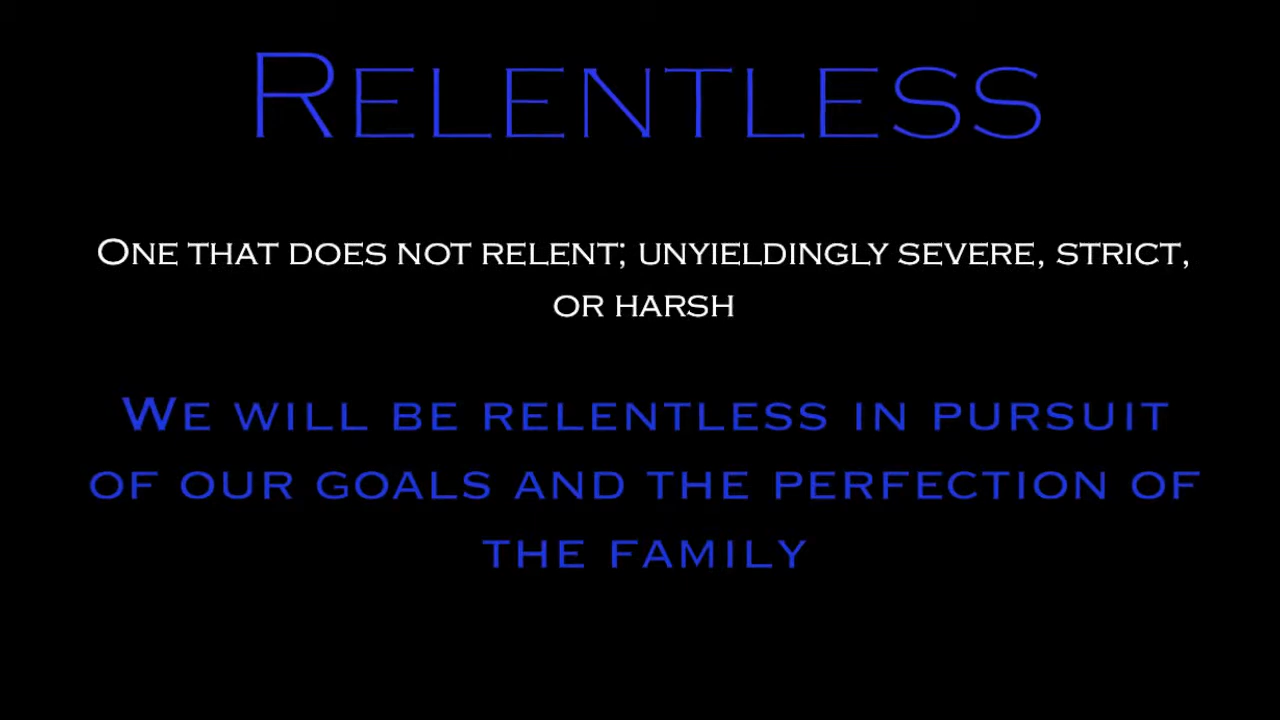 RELENTLESS
ONE THAT DOES NOT RELENT; UNYIELDINGLY SEVERE, STRICT,
OR HARSH
WE WILL BE RELENTLESS IN PURSUIT
OF OUR GOALS AND THE PERFECTION OF
THE FAMILY